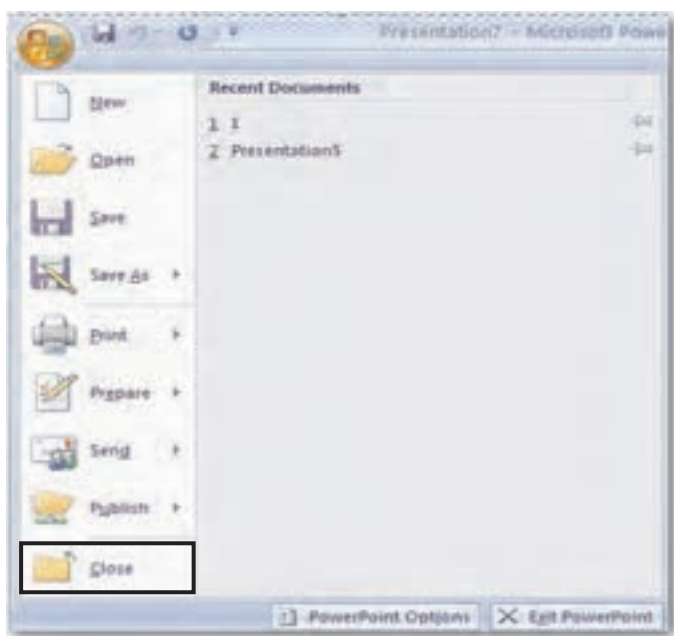 Presentation7 - Microsoft Powe
New
Open
Save
Save As
Print
Prepare
Send
Publish
Close
Recent Documents
1 1
2 Presentation5
PowerPoint Options
Exit PowerPoint